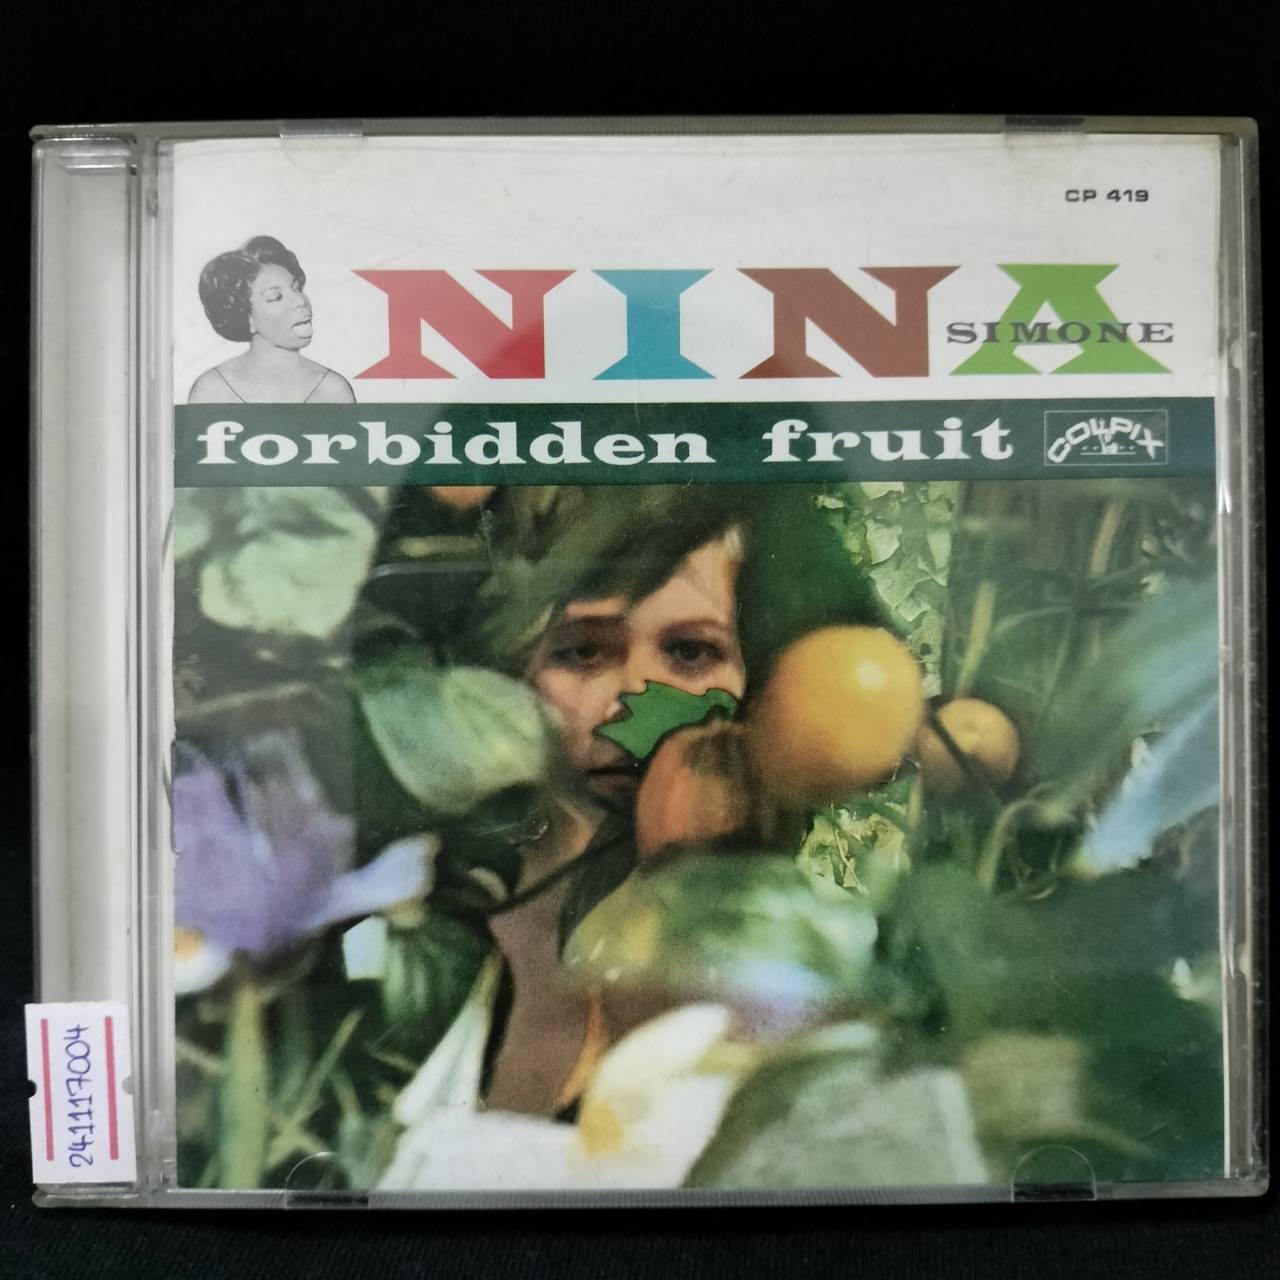 CP 419
NINA
SIMONE
forbidden fruit
COLPIX
241117004